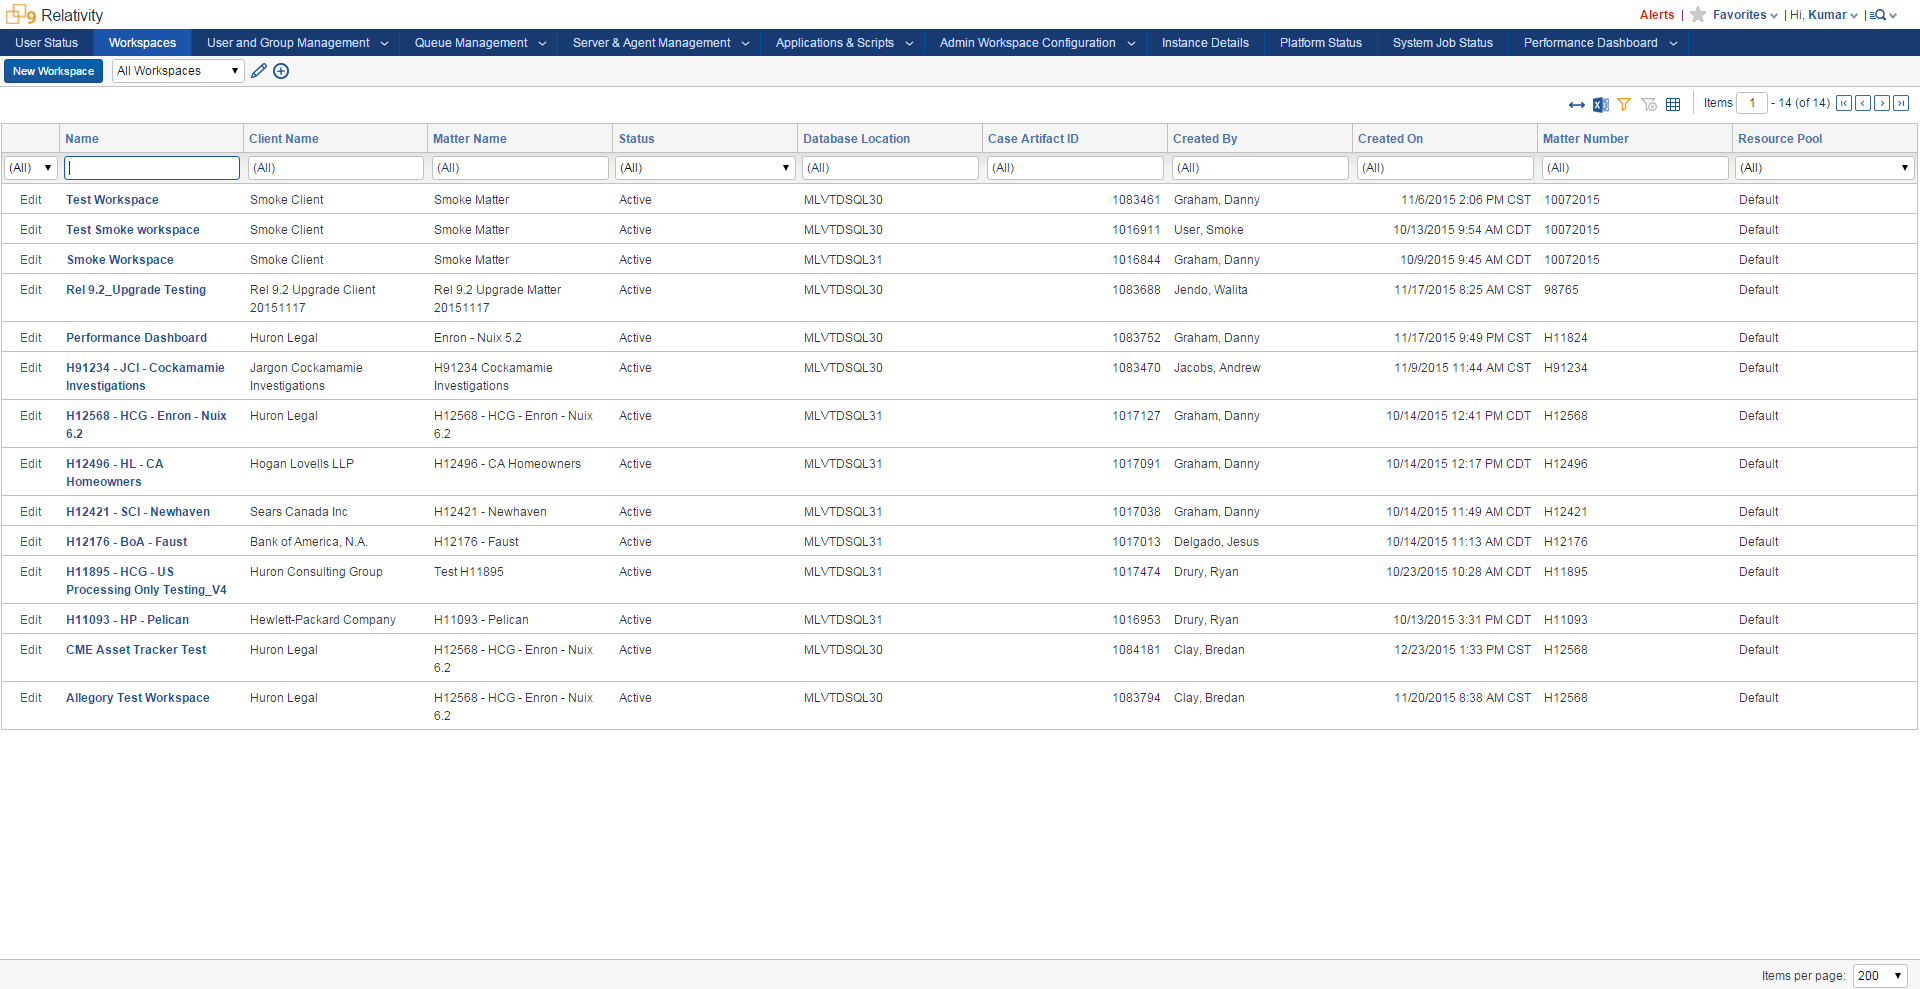 9 Relativity
Alerts | Favorites | Hi, Kumar |
User Status Workspaces User and Group Management Queue Management Server & Agent Management Applications & Scripts Admin Workspace Configuration Instance Details Platform Status System Job Status Performance Dashboard
New Workspace All Workspaces
Items 1 - 14 (of 14)
Name Client Name Matter Name Status Database Location Case Artifact ID Created By Created On Matter Number Resource Pool
(All) (All) (All) (All) (All) (All) (All) (All) (All) (All)
Edit Test Workspace Smoke Client Smoke Matter Active MLVTDSQL30 1083461 Graham, Danny 11/6/2015 2:06 PM CST 10072015 Default
Edit Test Smoke workspace Smoke Client Smoke Matter Active MLVTDSQL30 1016911 User, Smoke 10/13/2015 9:54 AM CDT 10072015 Default
Edit Smoke Workspace Smoke Client Smoke Matter Active MLVTDSQL31 1016844 Graham, Danny 10/9/2015 9:45 AM CDT 10072015 Default
Edit Rel 9.2_Upgrade Testing Rel 9.2 Upgrade Client Rel 9.2 Upgrade Matter Active MLVTDSQL30 1083688 Jendo, Walita 11/17/2015 8:25 AM CST 98765 Default
20151117 20151117
Edit Performance Dashboard Huron Legal Enron - Nuix 5.2 Active MLVTDSQL30 1083752 Graham, Danny 11/17/2015 9:49 PM CST H11824 Default
Edit H91234 - JCI - Cockamamie Jargon Cockamamie H91234 Cockamamie Active MLVTDSQL30 1083470 Jacobs, Andrew 11/9/2015 11:44 AM CST H91234 Default
Investigations Investigations Investigations
Edit H12568 - HCG - Enron - Nuix Huron Legal H12568 - HCG - Enron - Nuix Active MLVTDSQL31 1017127 Graham, Danny 10/14/2015 12:41 PM CDT H12568 Default
6.2 6.2
Edit H12496 - HL - CA Hogan Lovells LLP H12496 - CA Homeowners Active MLVTDSQL31 1017091 Graham, Danny 10/14/2015 12:17 PM CDT H12496 Default
Homeowners
Edit H12421 - SCI - Newhaven Sears Canada Inc H12421 - Newhaven Active MLVTDSQL31 1017038 Graham, Danny 10/14/2015 11:49 AM CDT H12421 Default
Edit H12176 - BoA - Faust Bank of America, N.A. H12176 - Faust Active MLVTDSQL31 1017013 Delgado, Jesus 10/14/2015 11:13 AM CDT H12176 Default
Edit H11895 - HCG - US Huron Consulting Group Test H11895 Active MLVTDSQL31 1017474 Drury, Ryan 10/23/2015 10:28 AM CDT H11895 Default
Processing Only Testing_V4
Edit H11093 - HP - Pelican Hewlett-Packard Company H11093 - Pelican Active MLVTDSQL31 1016953 Drury, Ryan 10/13/2015 3:31 PM CDT H11093 Default
Edit CME Asset Tracker Test Huron Legal H12568 - HCG - Enron - Nuix Active MLVTDSQL30 1084181 Clay, Bredan 12/23/2015 1:33 PM CST H12568 Default
6.2
Edit Allegory Test Workspace Huron Legal H12568 - HCG - Enron - Nuix Active MLVTDSQL30 1083794 Clay, Bredan 11/20/2015 8:38 AM CST H12568 Default
6.2
Items per page: 200